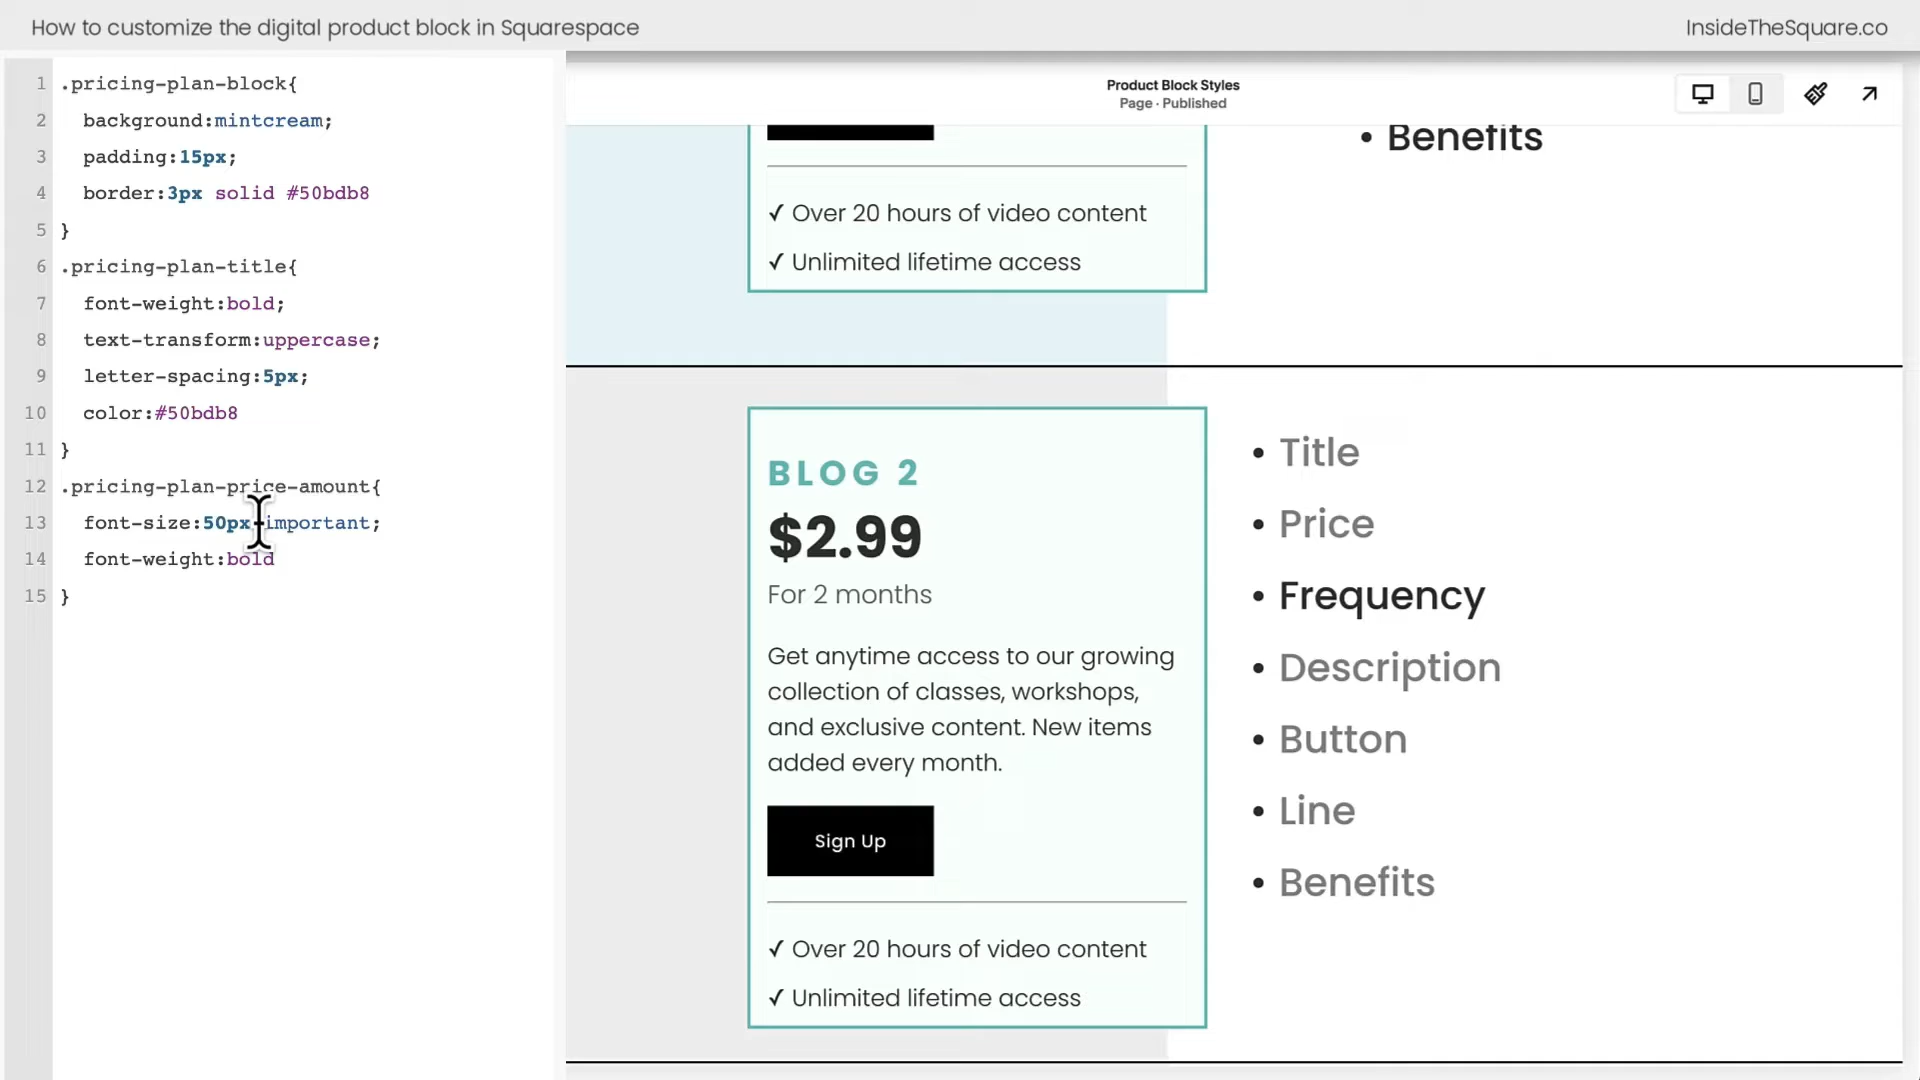 How to customize the digital product block in Squarespace
InsideTheSquare.co
1 .pricing-plan-block{
2 background:mintcream;
3 padding:15px;
4 border:3px solid #50bdb8
5 }
6 .pricing-plan-title{
7 font-weight:bold;
8 text-transform:uppercase;
9 letter-spacing:5px;
10 color:#50bdb8
11 }
12 .pricing-plan-price-amount{
13 font-size:50px important;
14 font-weight:bold
15 }
Product Block Styles
Page · Published
• Benefits
✓ Over 20 hours of video content
✓ Unlimited lifetime access
BLOG 2
$2.99
For 2 months
Get anytime access to our growing
collection of classes, workshops,
and exclusive content. New items
added every month.
Sign Up
✓ Over 20 hours of video content
✓ Unlimited lifetime access
• Title
• Price
• Frequency
• Description
• Button
• Line
• Benefits